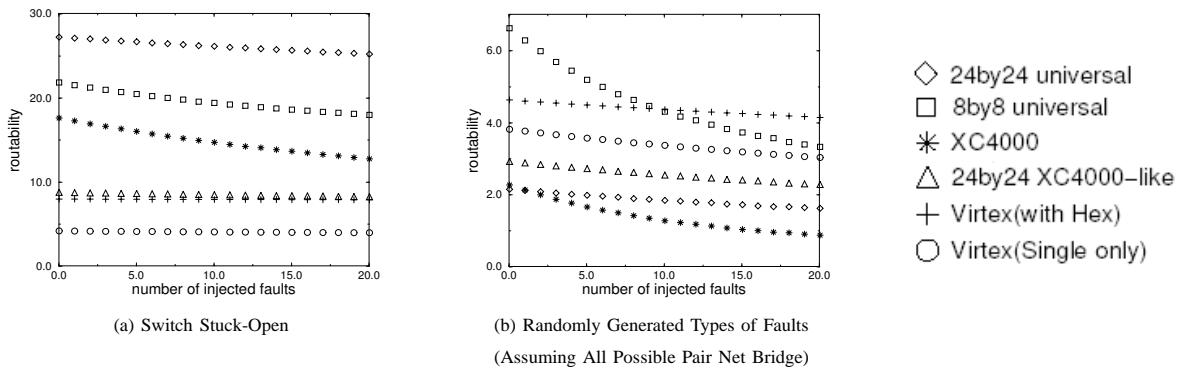 30.0
20.0
10.0
0.0
routability
0.0 5.0 10.0 15.0 20.0
number of injected faults
(a) Switch Stuck-Open
6.0
4.0
2.0
0.0
routability
0.0 5.0 10.0 15.0 20.0
number of injected faults
(b) Randomly Generated Types of Faults
(Assuming All Possible Pair Net Bridge)
24by24 universal
8by8 universal
XC4000
24by24 XC4000-like
Virtex(with Hex)
Virtex(Single only)